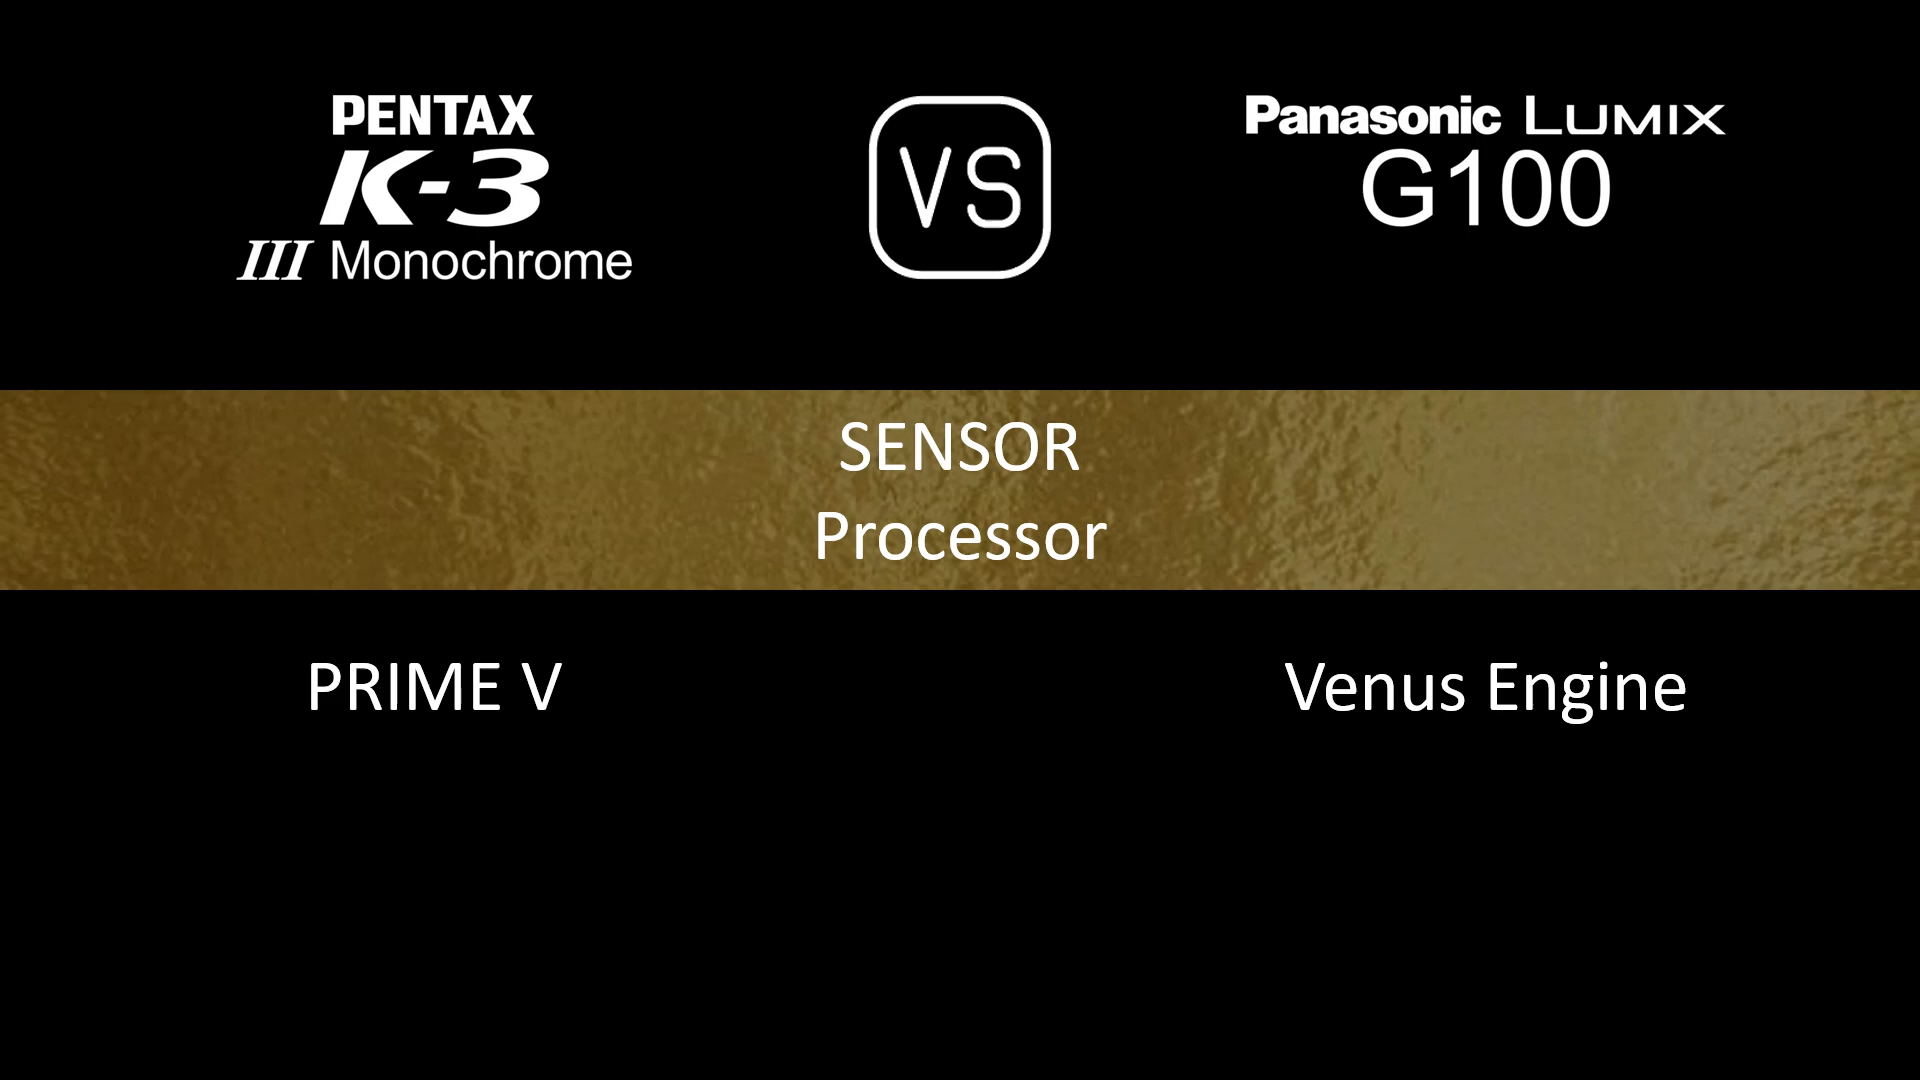 PENTAX
K-3
III Monochrome
VS
Panasonic LUMIX
G100
SENSOR
Processor
PRIME V
Venus Engine